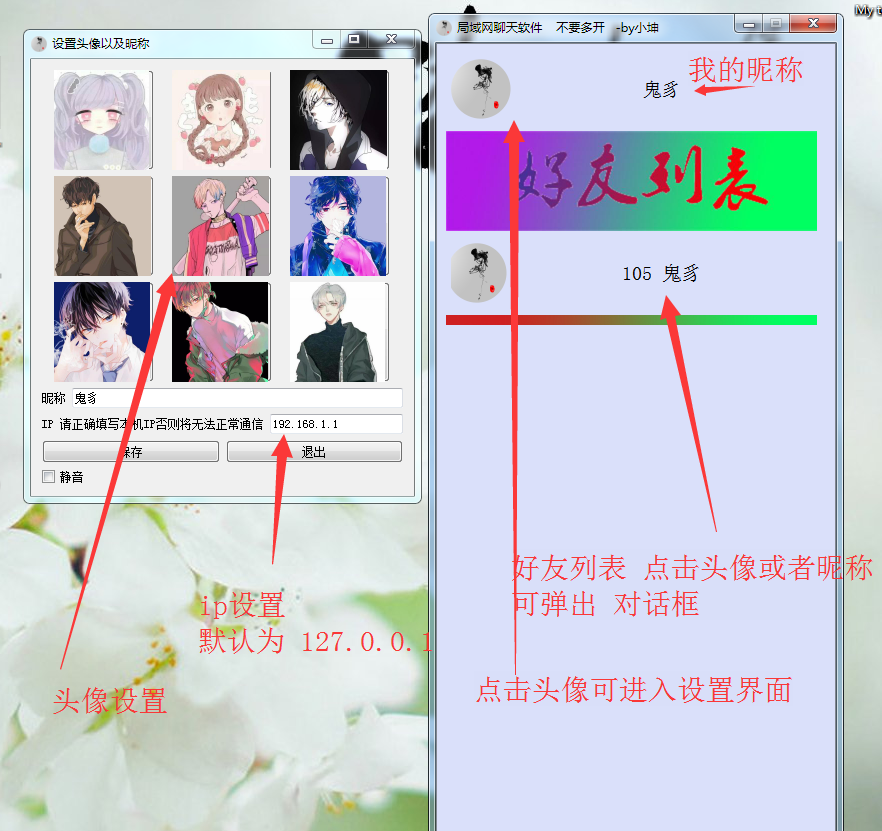 设置头像以及昵称
昵称 鬼豸
IP 请正确填写本机IP否则将无法正常通信 192.168.1.1
保存 退出
静音
ip设置
默认为 127.0.0.1
头像设置
My t
局域网聊天软件 不要多开 -by小坤
鬼豸 我的昵称
好友列表
105 鬼豸
好友列表 点击头像或者昵称
可弹出 对话框
点击头像可进入设置界面